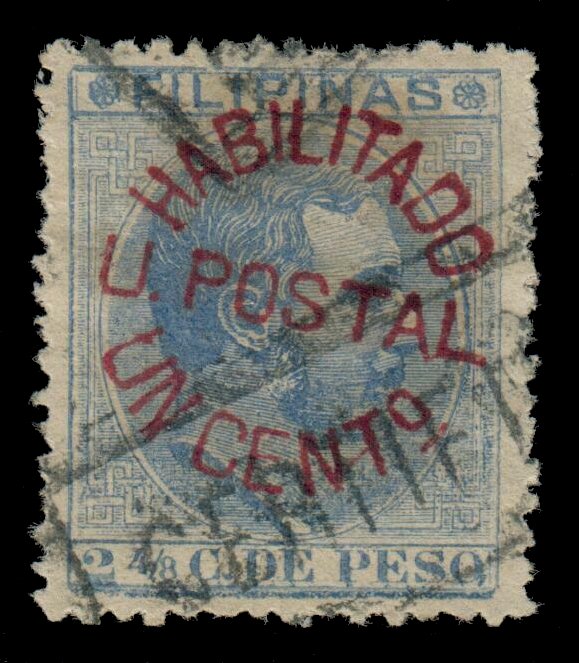 FILIPINAS
HABILITADO
U. POSTAL
UN CENTO.
2 4/8 C. DE PESO